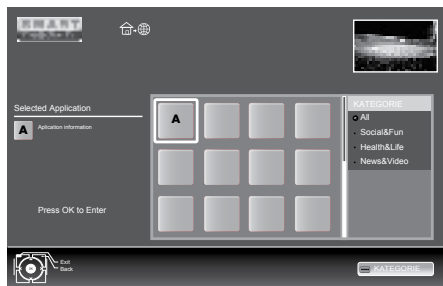 Selected Application
A
Aplication information
Press OK to Enter
A
KATEGORIE
All
Social&Fun
Health&Life
News&Video
Exit
Back
KATEGORIE